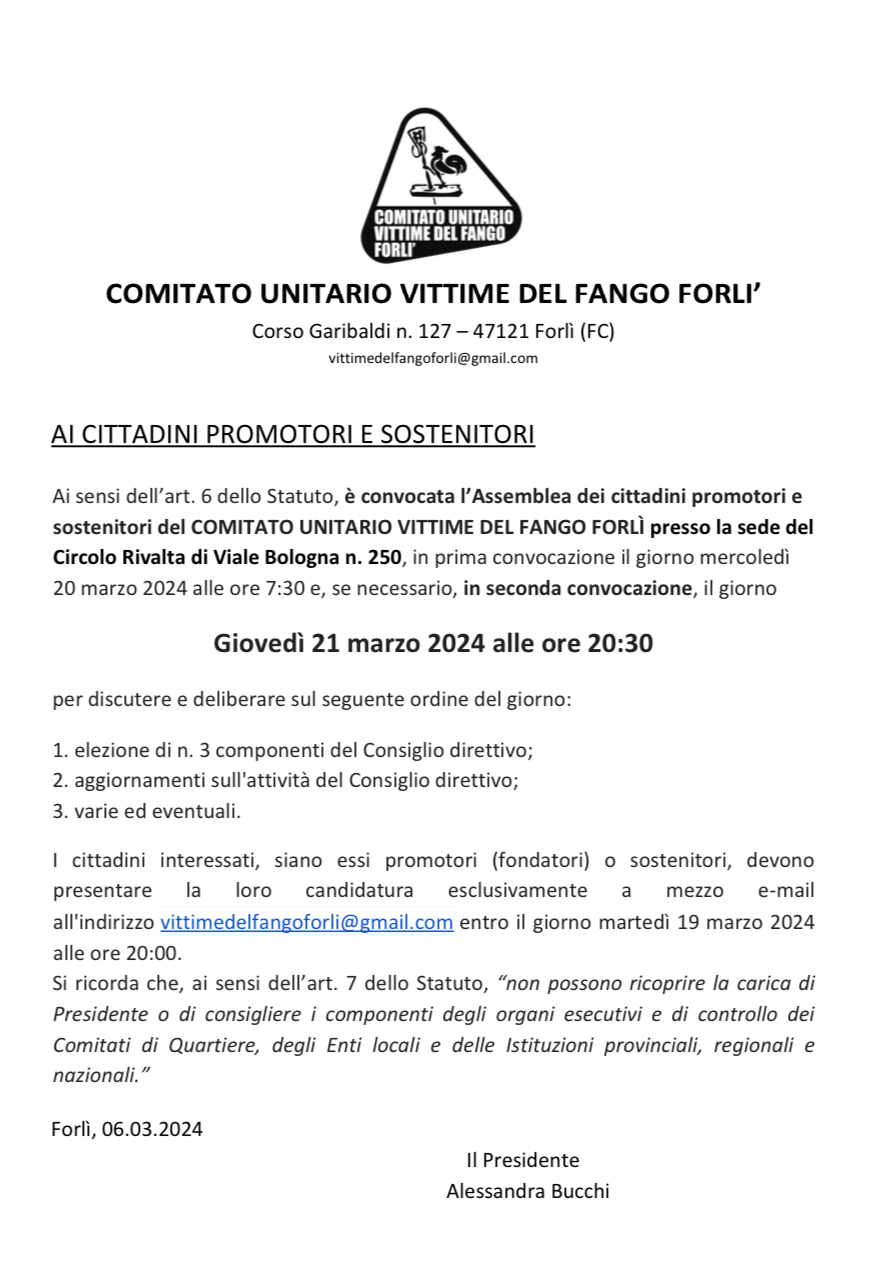 COMITATO UNITARIO
VITTIME DEL FANGO
FORLI'
COMITATO UNITARIO VITTIME DEL FANGO FORLI’
Corso Garibaldi n. 127 – 47121 Forlì (FC)
vittimedelfangoforli@gmail.com
AI CITTADINI PROMOTORI E SOSTENITORI
Ai sensi dell’art. 6 dello Statuto, è convocata l’Assemblea dei cittadini promotori e
sostenitori del COMITATO UNITARIO VITTIME DEL FANGO FORLÌ presso la sede del
Circolo Rivalta di Viale Bologna n. 250, in prima convocazione il giorno mercoledì
20 marzo 2024 alle ore 7:30 e, se necessario, in seconda convocazione, il giorno
Giovedì 21 marzo 2024 alle ore 20:30
per discutere e deliberare sul seguente ordine del giorno:
1. elezione di n. 3 componenti del Consiglio direttivo;
2. aggiornamenti sull'attività del Consiglio direttivo;
3. varie ed eventuali.
I cittadini interessati, siano essi promotori (fondatori) o sostenitori, devono
presentare la loro candidatura esclusivamente a mezzo e-mail
all'indirizzo vittimedelfangoforli@gmail.com entro il giorno martedì 19 marzo 2024
alle ore 20:00.
Si ricorda che, ai sensi dell’art. 7 dello Statuto, “non possono ricoprire la carica di
Presidente o di consigliere i componenti degli organi esecutivi e di controllo dei
Comitati di Quartiere, degli Enti locali e delle Istituzioni provinciali, regionali e
nazionali.”
Forlì, 06.03.2024
Il Presidente
Alessandra Bucchi